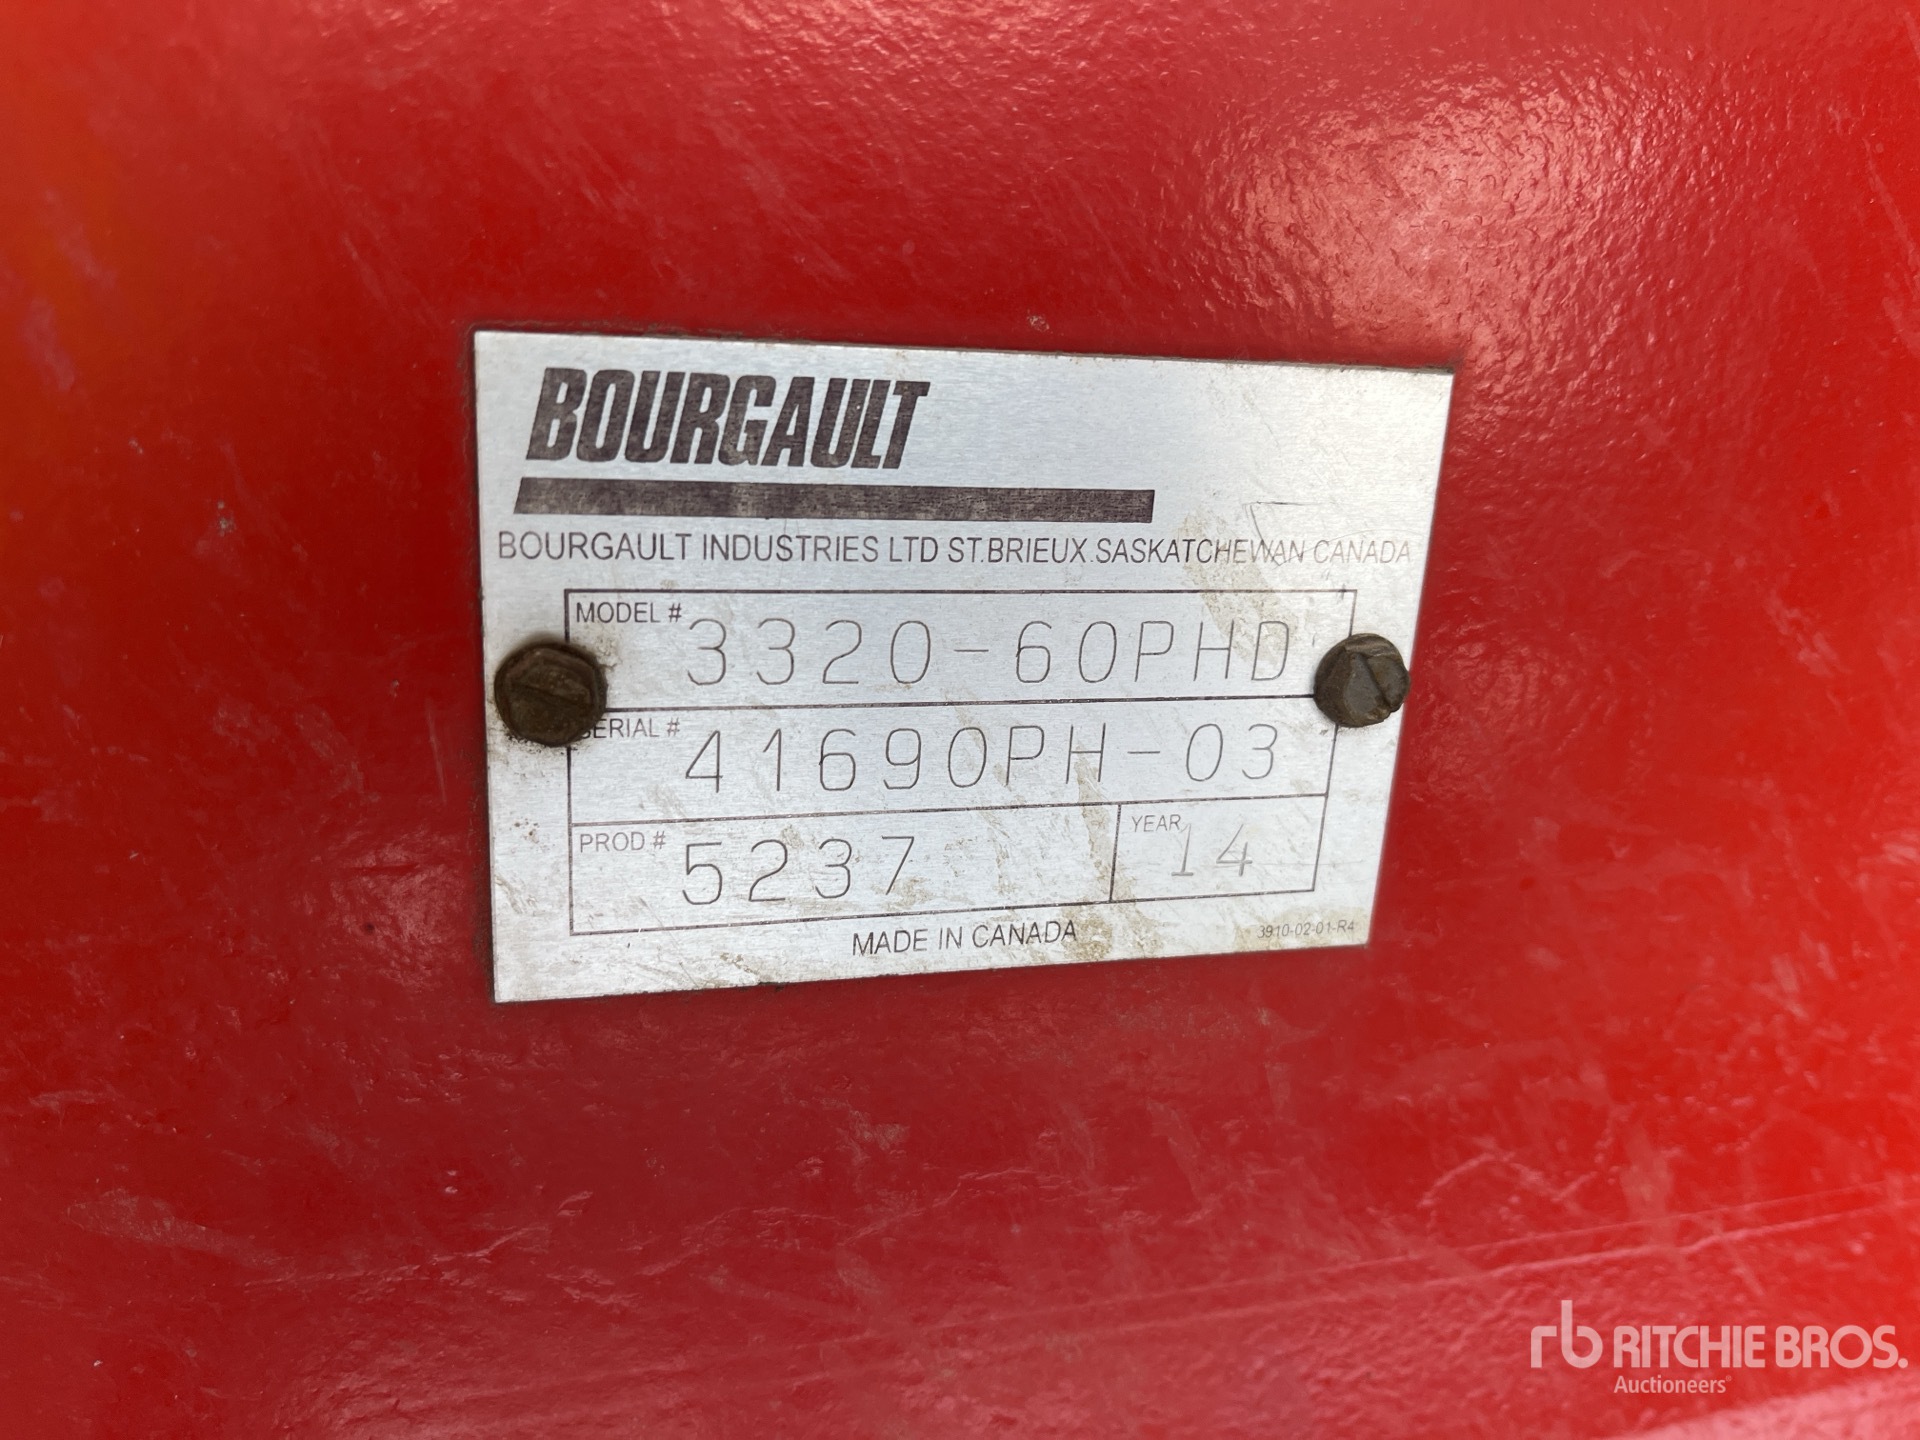 BOURGAULT
BOURGAULT INDUSTRIES LTD ST.BRIEUX.SASKATCHEWAN CANADA
MODEL # 3320-60PHD
SERIAL # 41690PH-03
PROD # 5237 YEAR 14
MADE IN CANADA 3910-02-01-R4
rb RITCHIE BROS.
Auctioneers